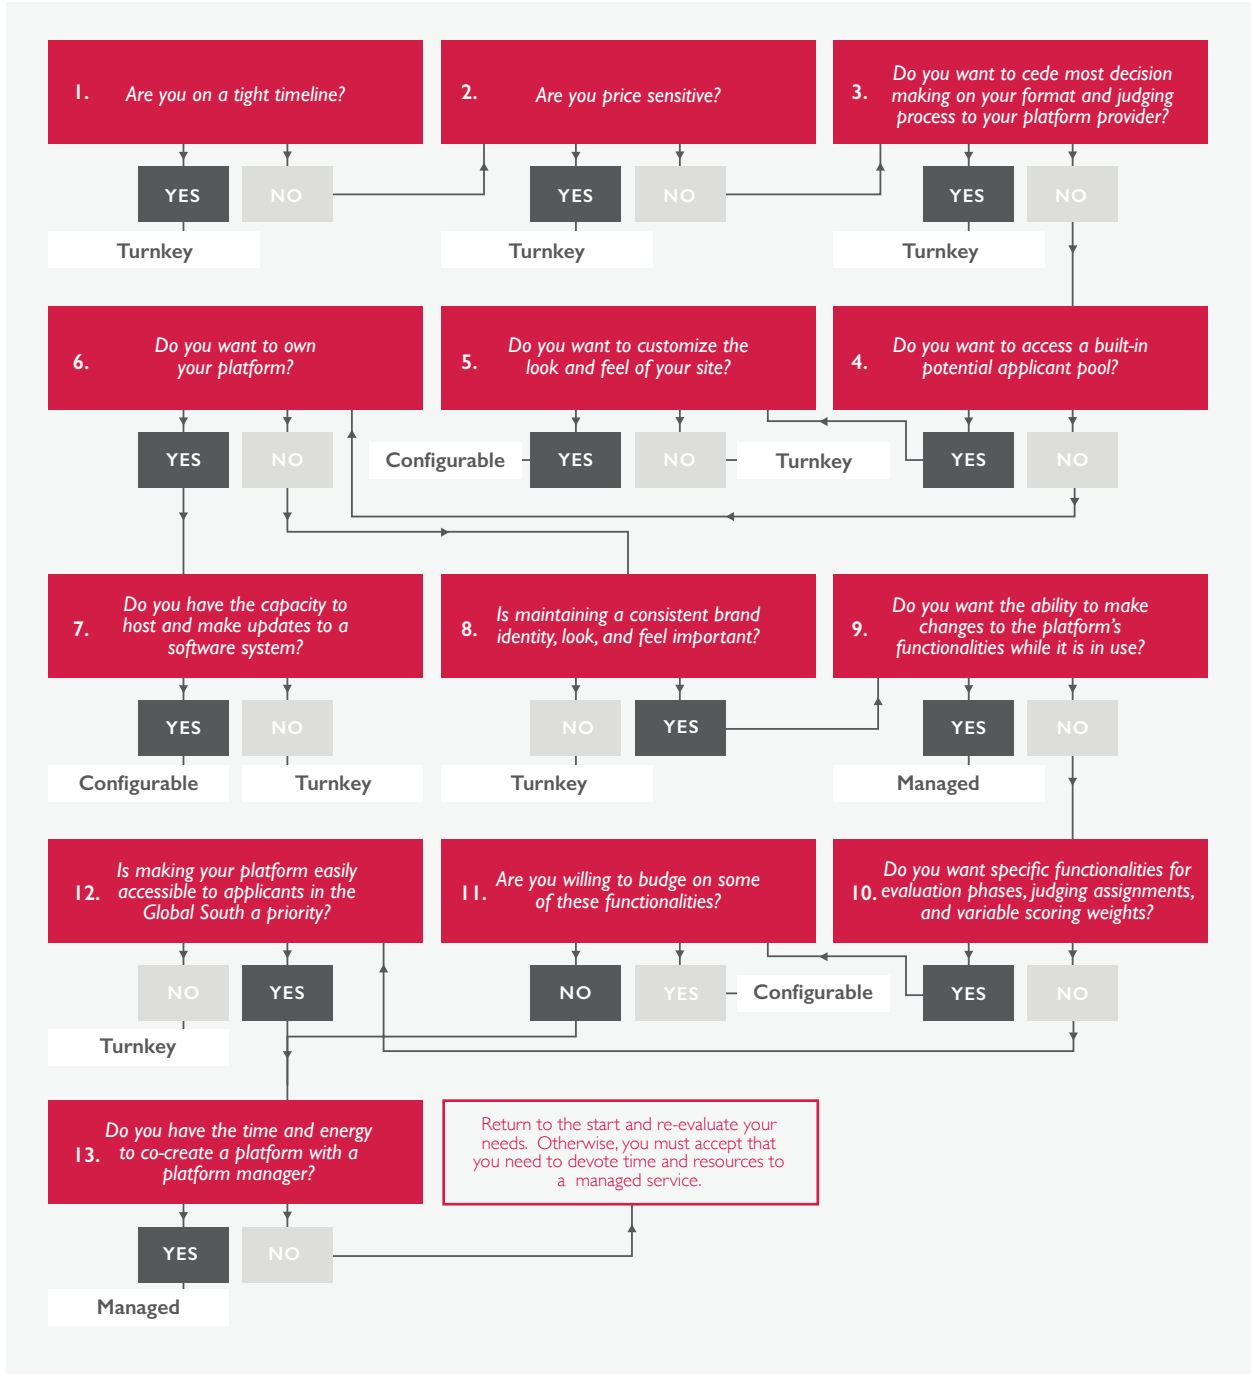 1. Are you on a tight timeline?
YES
NO
Turnkey
2. Are you price sensitive?
YES
NO
Turnkey
3. Do you want to cede most decision
making on your format and judging
process to your platform provider?
YES
NO
Turnkey
6. Do you want to own
your platform?
YES
NO
5. Do you want to customize the
look and feel of your site?
Configurable
YES
NO
Turnkey
4. Do you want to access a built-in
potential applicant pool?
YES
NO
7. Do you have the capacity to
host and make updates to a
software system?
YES
NO
Configurable
Turnkey
8. Is maintaining a consistent brand
identity, look, and feel important?
NO
YES
Turnkey
9. Do you want the ability to make
changes to the platform's
functionalities while it is in use?
YES
NO
Managed
12. Is making your platform easily
accessible to applicants in the
Global South a priority?
NO
YES
Turnkey
11. Are you willing to budge on some
of these functionalities?
NO
YES
Configurable
10. Do you want specific functionalities for
evaluation phases, judging assignments,
and variable scoring weights?
YES
NO
13. Do you have the time and energy
to co-create a platform with a
platform manager?
YES
NO
Managed
Return to the start and re-evaluate your
needs. Otherwise, you must accept that
you need to devote time and resources to
a managed service.